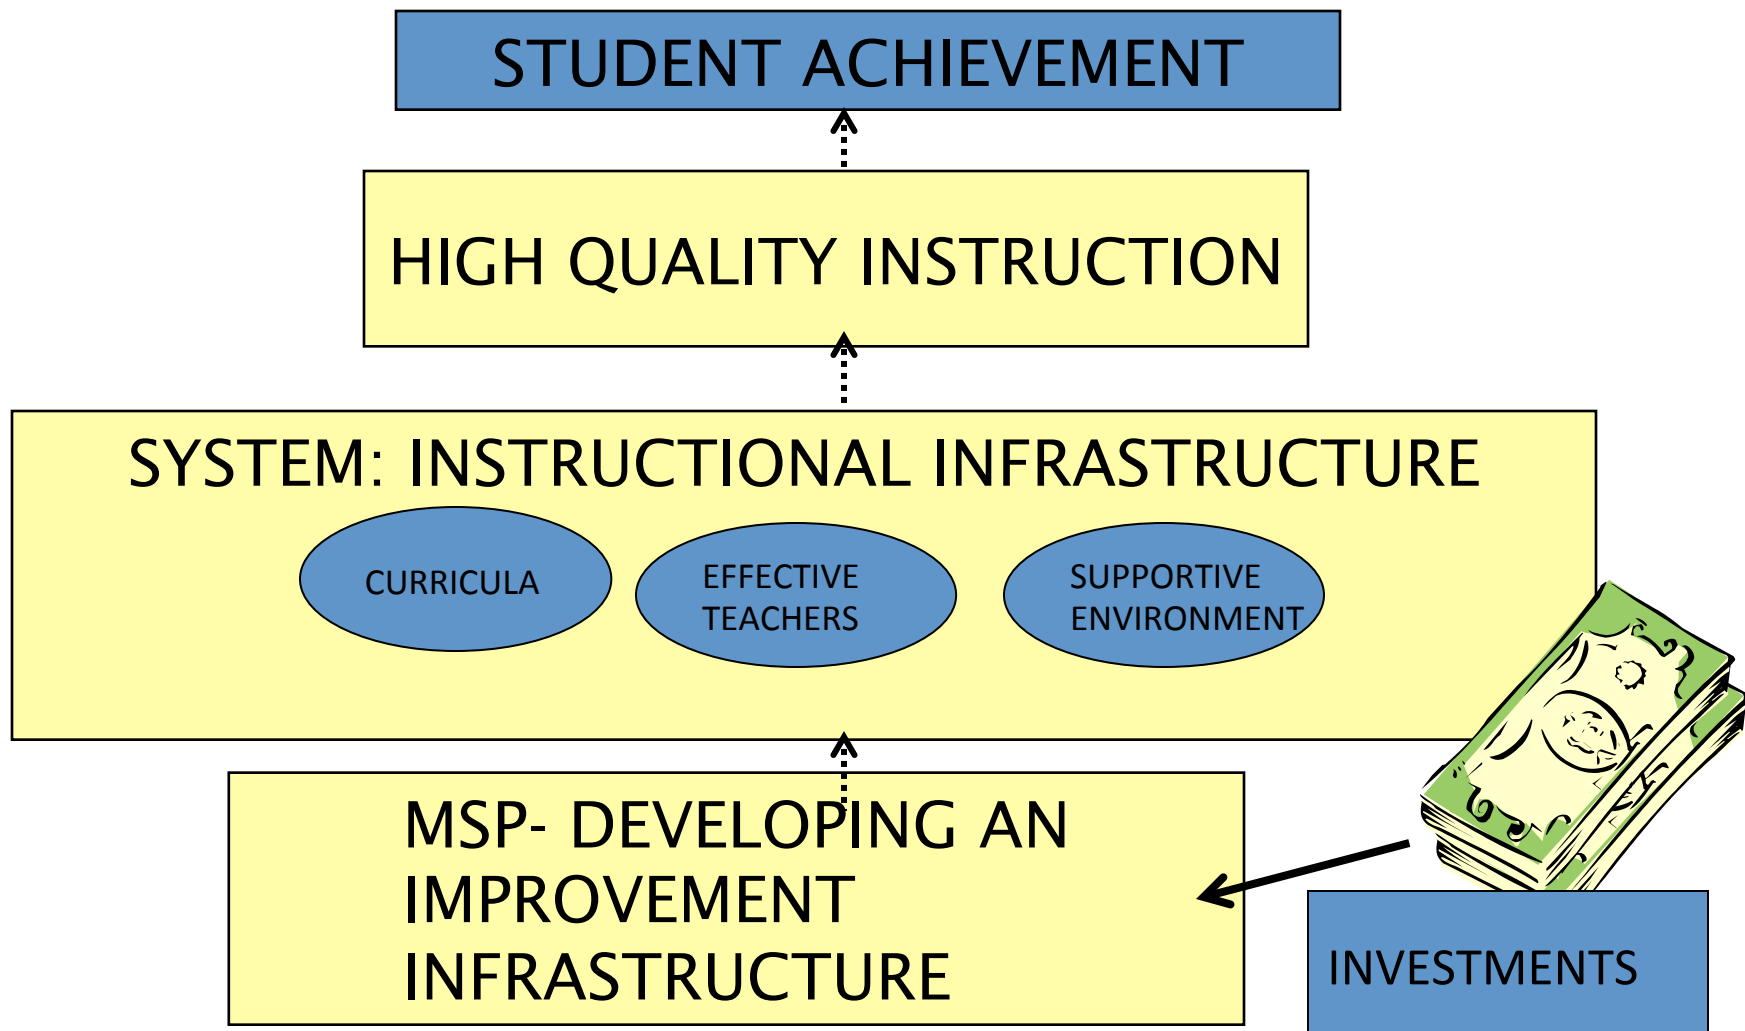 STUDENT ACHIEVEMENT
HIGH QUALITY INSTRUCTION
SYSTEM: INSTRUCTIONAL INFRASTRUCTURE
CURRICULA
EFFECTIVE
TEACHERS
SUPPORTIVE
ENVIRONMENT
MSP- DEVELOPING AN
IMPROVEMENT
INFRASTRUCTURE
INVESTMENTS